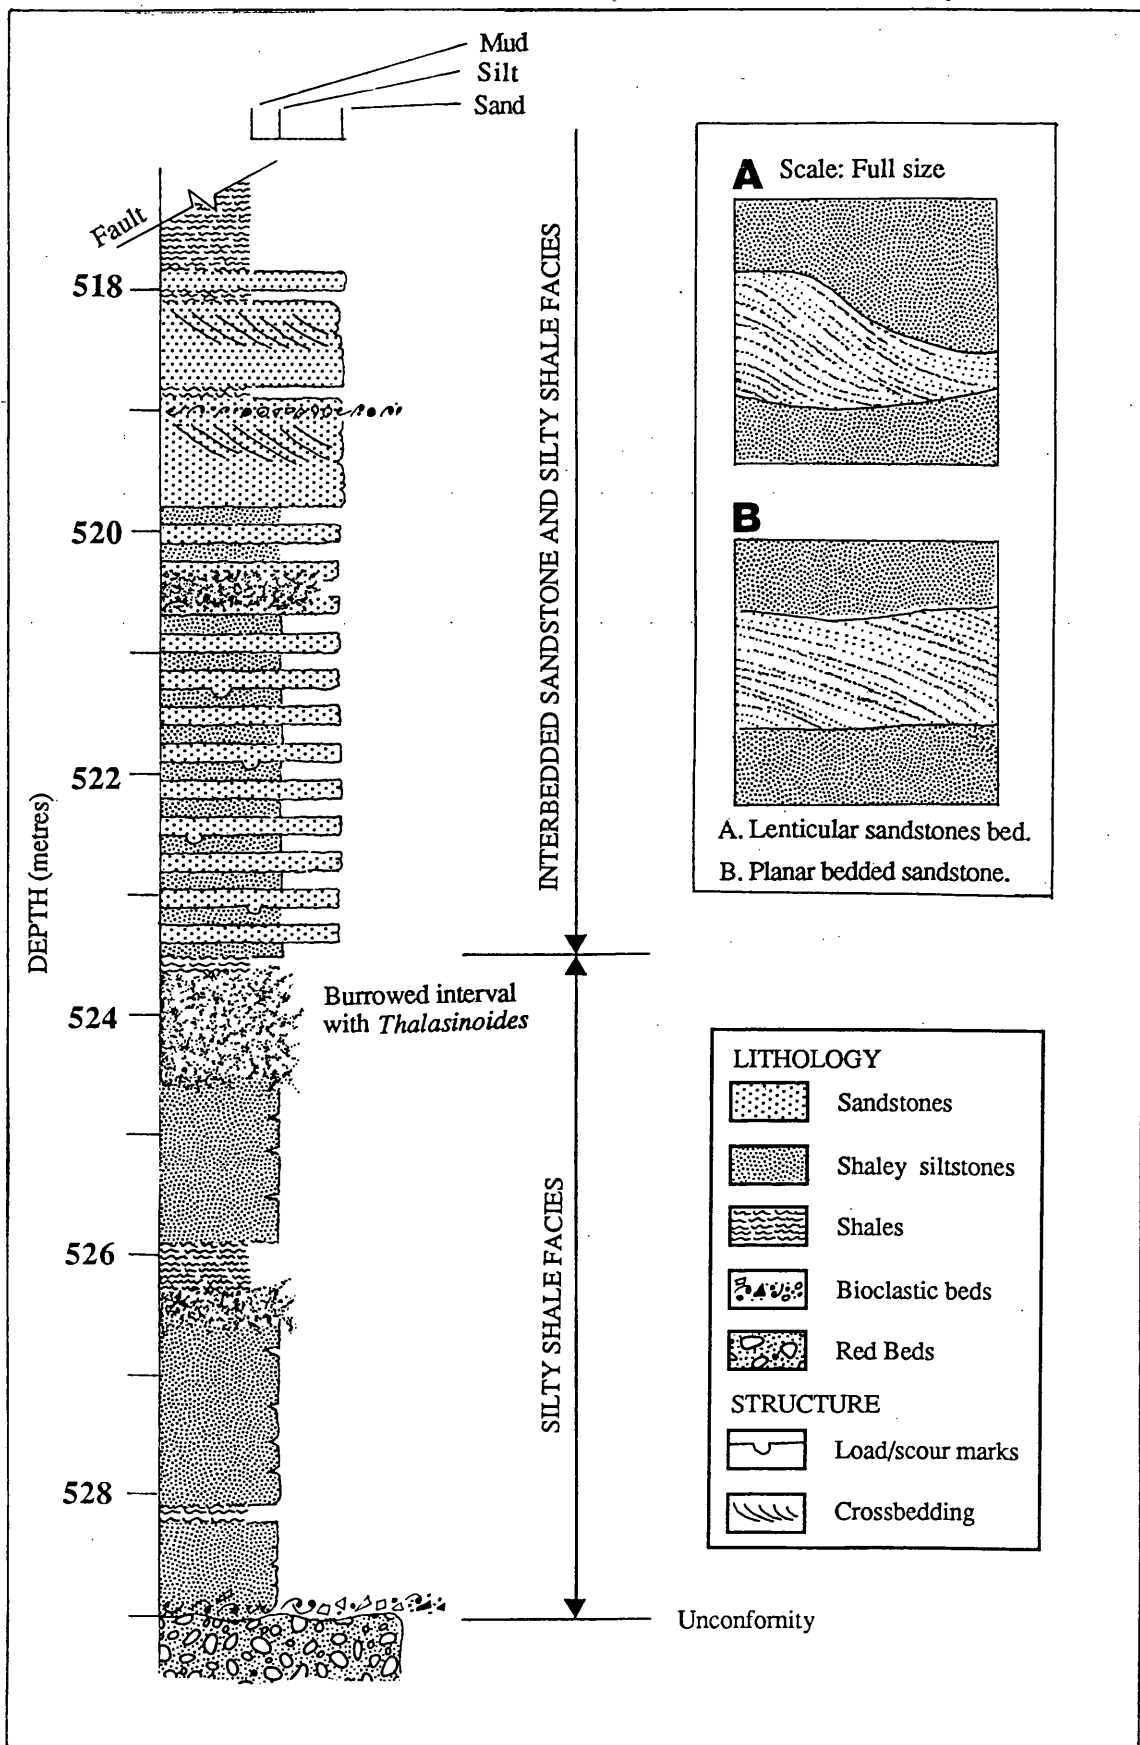 Mud
Silt
Sand
Fault
518
520
522
524
526
528
DEPTH (metres)
INTERBEDDED SANDSTONE AND SILTY SHALE FACIES
SILTY SHALE FACIES
Burrowed interval
with Thalasinoides
Unconfornity
A Scale: Full size
B
A. Lenticular sandstones bed.
B. Planar bedded sandstone.
LITHOLOGY
Sandstones
Shaley siltstones
Shales
Bioclastic beds
Red Beds
STRUCTURE
Load/scour marks
Crossbedding